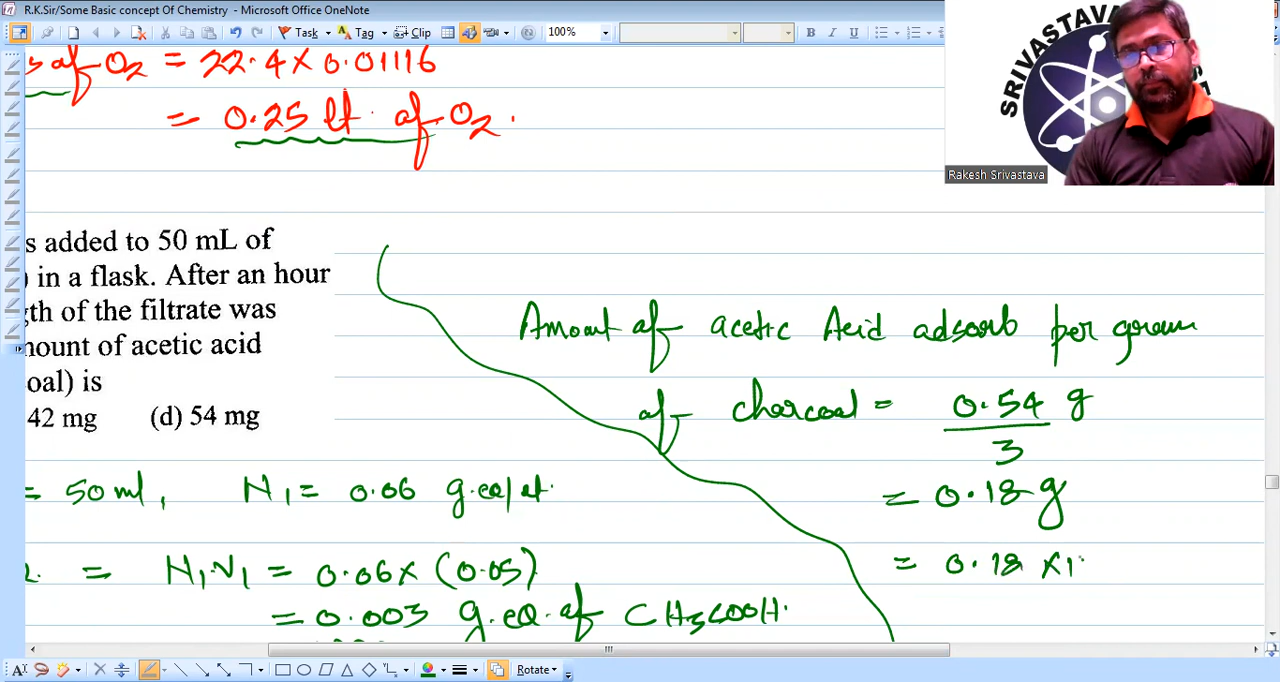 R.K.Sir/Some Basic concept Of Chemistry - Microsoft Office OneNote
100%
Task
Tag
Clip
B I U
of O2 = 22.4 x 0.01116
= 0.25 lt. of O2.
SRIVASTAVA
Rakesh Srivastava
s added to 50 mL of
) in a flask. After an hour
gth of the filtrate was
mount of acetic acid
oal) is
42 mg (d) 54 mg
Amount of acetic Acid adsorb per gram
of charcoal = 0.54 g
3
= 0.18 g
= 0.18 x1
= 50 ml, N1 = 0.06 g.eq/lt.
= N1.V1 = 0.06 x (0.05)
= 0.003 g.eq. of CH3COOH.
A
Rotate